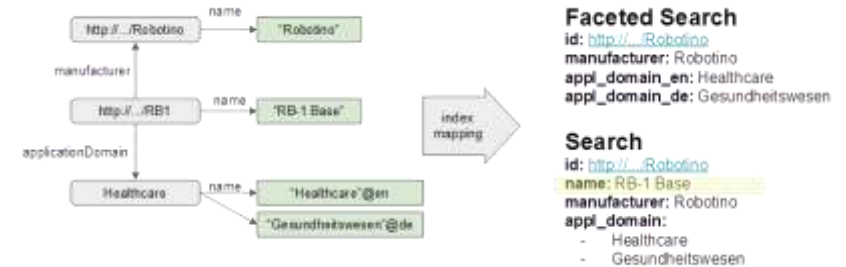 name
http://.../Robotino
"Robotino"
manufacturer
name
http://.../RB1
"RB-1 Base"
applicationDomain
name
Healthcare
"Healthcare"@en
"Gesundheitswesen"@de
index
mapping
Faceted Search
id: http://...Robotino
manufacturer: Robotino
appl_domain_en: Healthcare
appl_domain_de: Gesundheitswesen
Search
id: http://...Robotino
name: RB-1 Base
manufacturer: Robotino
appl_domain:
- Healthcare
- Gesundheitswesen